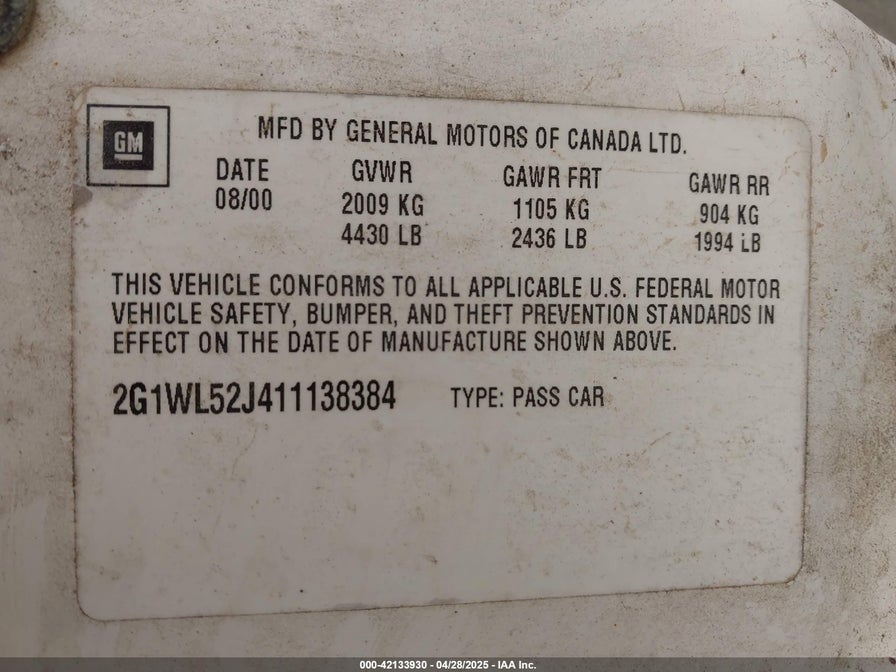 GM
MFD BY GENERAL MOTORS OF CANADA LTD.
DATE GVWR GAWR FRT GAWR RR
08/00 2009 KG 1105 KG 904 KG
4430 LB 2436 LB 1994 LB
THIS VEHICLE CONFORMS TO ALL APPLICABLE U.S. FEDERAL MOTOR
VEHICLE SAFETY, BUMPER, AND THEFT PREVENTION STANDARDS IN
EFFECT ON THE DATE OF MANUFACTURE SHOWN ABOVE.
2G1WL52J411138384 TYPE: PASS CAR
000-42133930 - 04/28/2025 - IAA Inc.